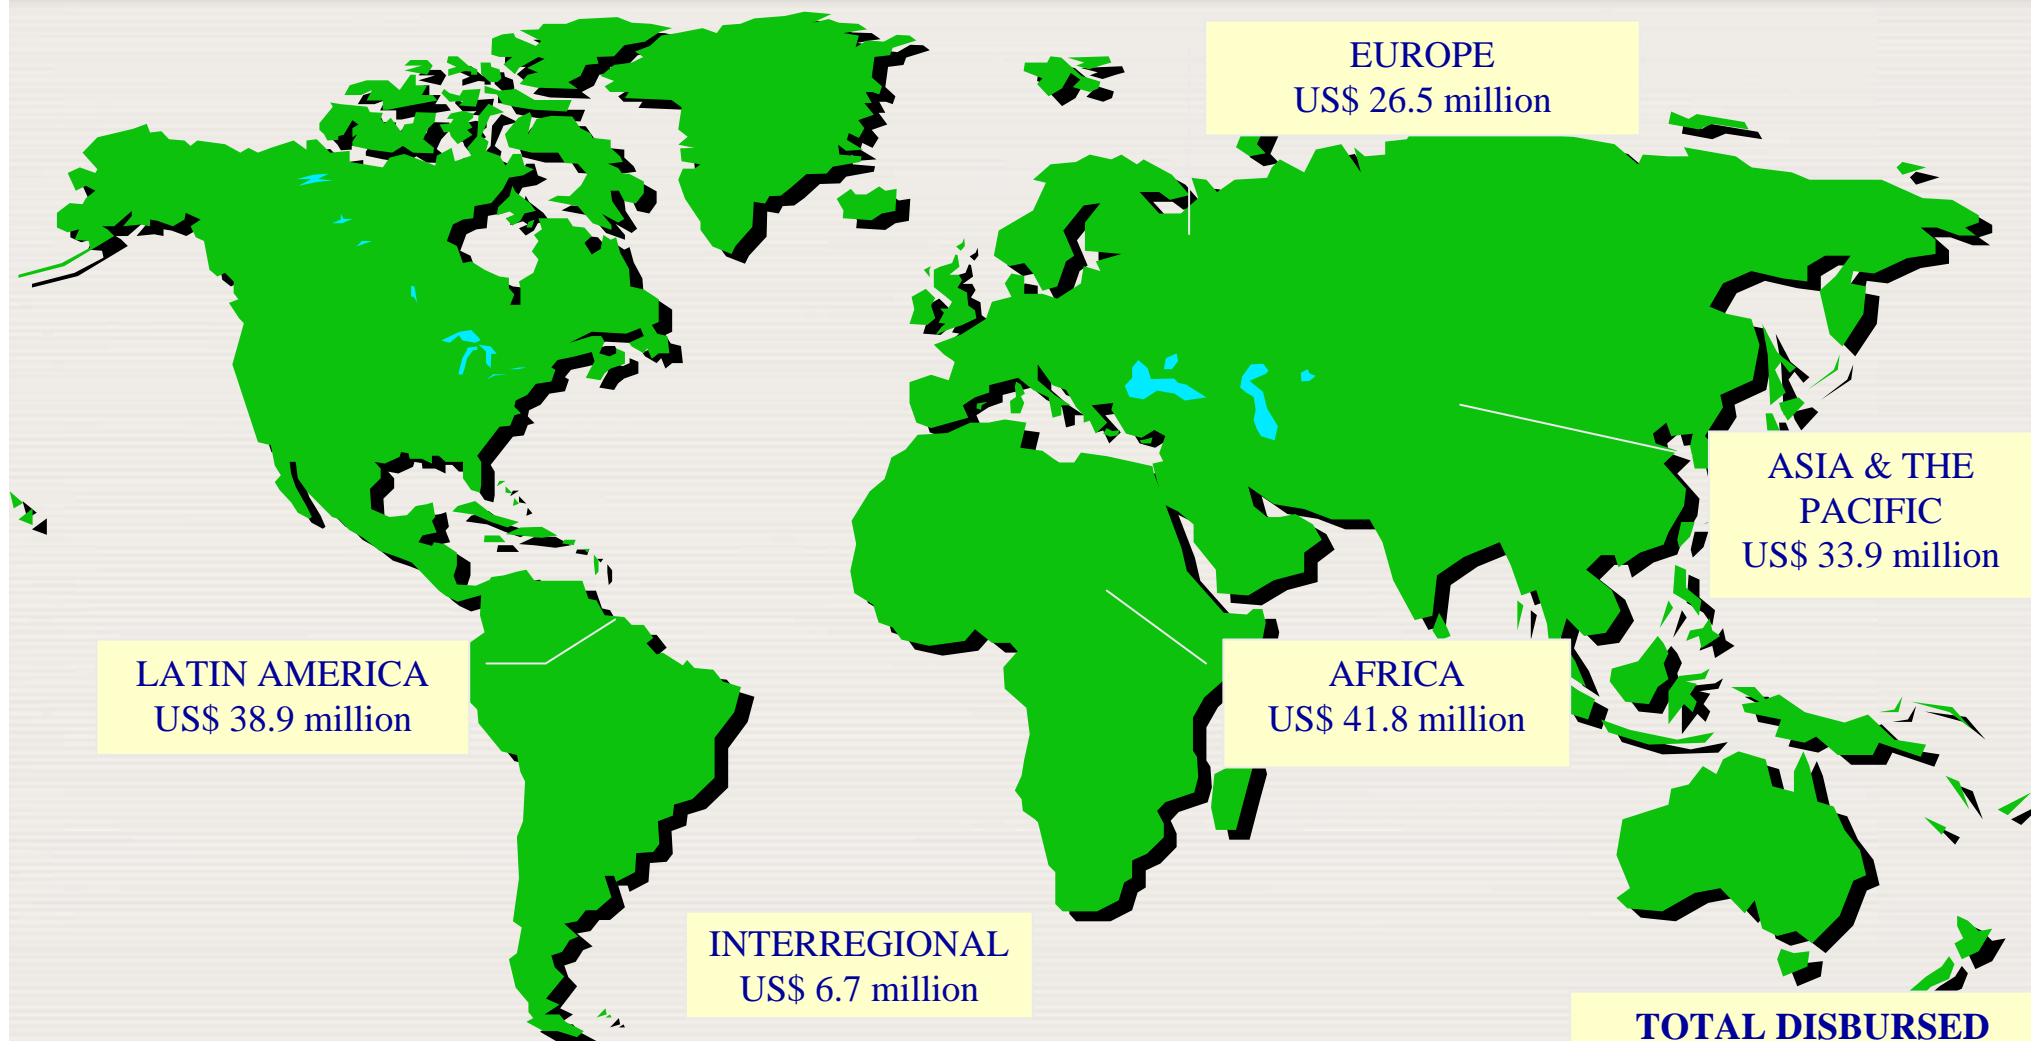 EUROPE
US$ 26.5 million
ASIA & THE
PACIFIC
US$ 33.9 million
LATIN AMERICA
US$ 38.9 million
AFRICA
US$ 41.8 million
INTERREGIONAL
US$ 6.7 million
TOTAL DISBURSED